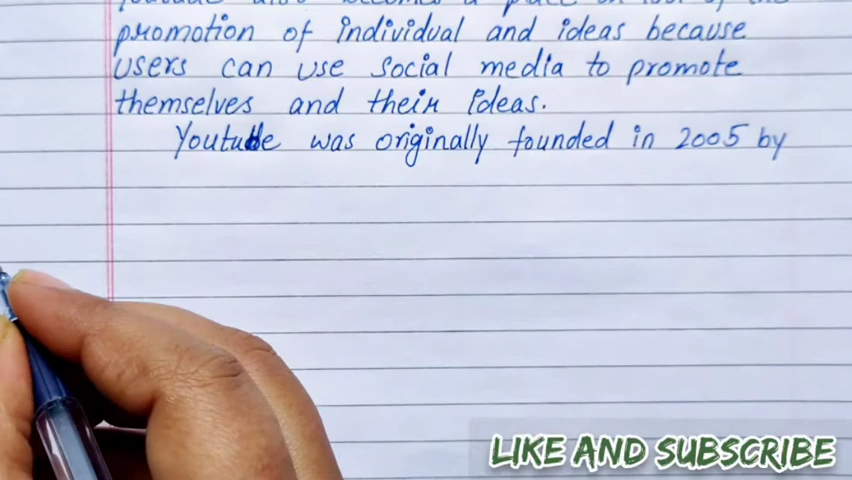 promotion of individual and ideas because
users can use social media to promote
themselves and their ideas.
Youtube was originally founded in 2005 by
LIKE AND SUBSCRIBE